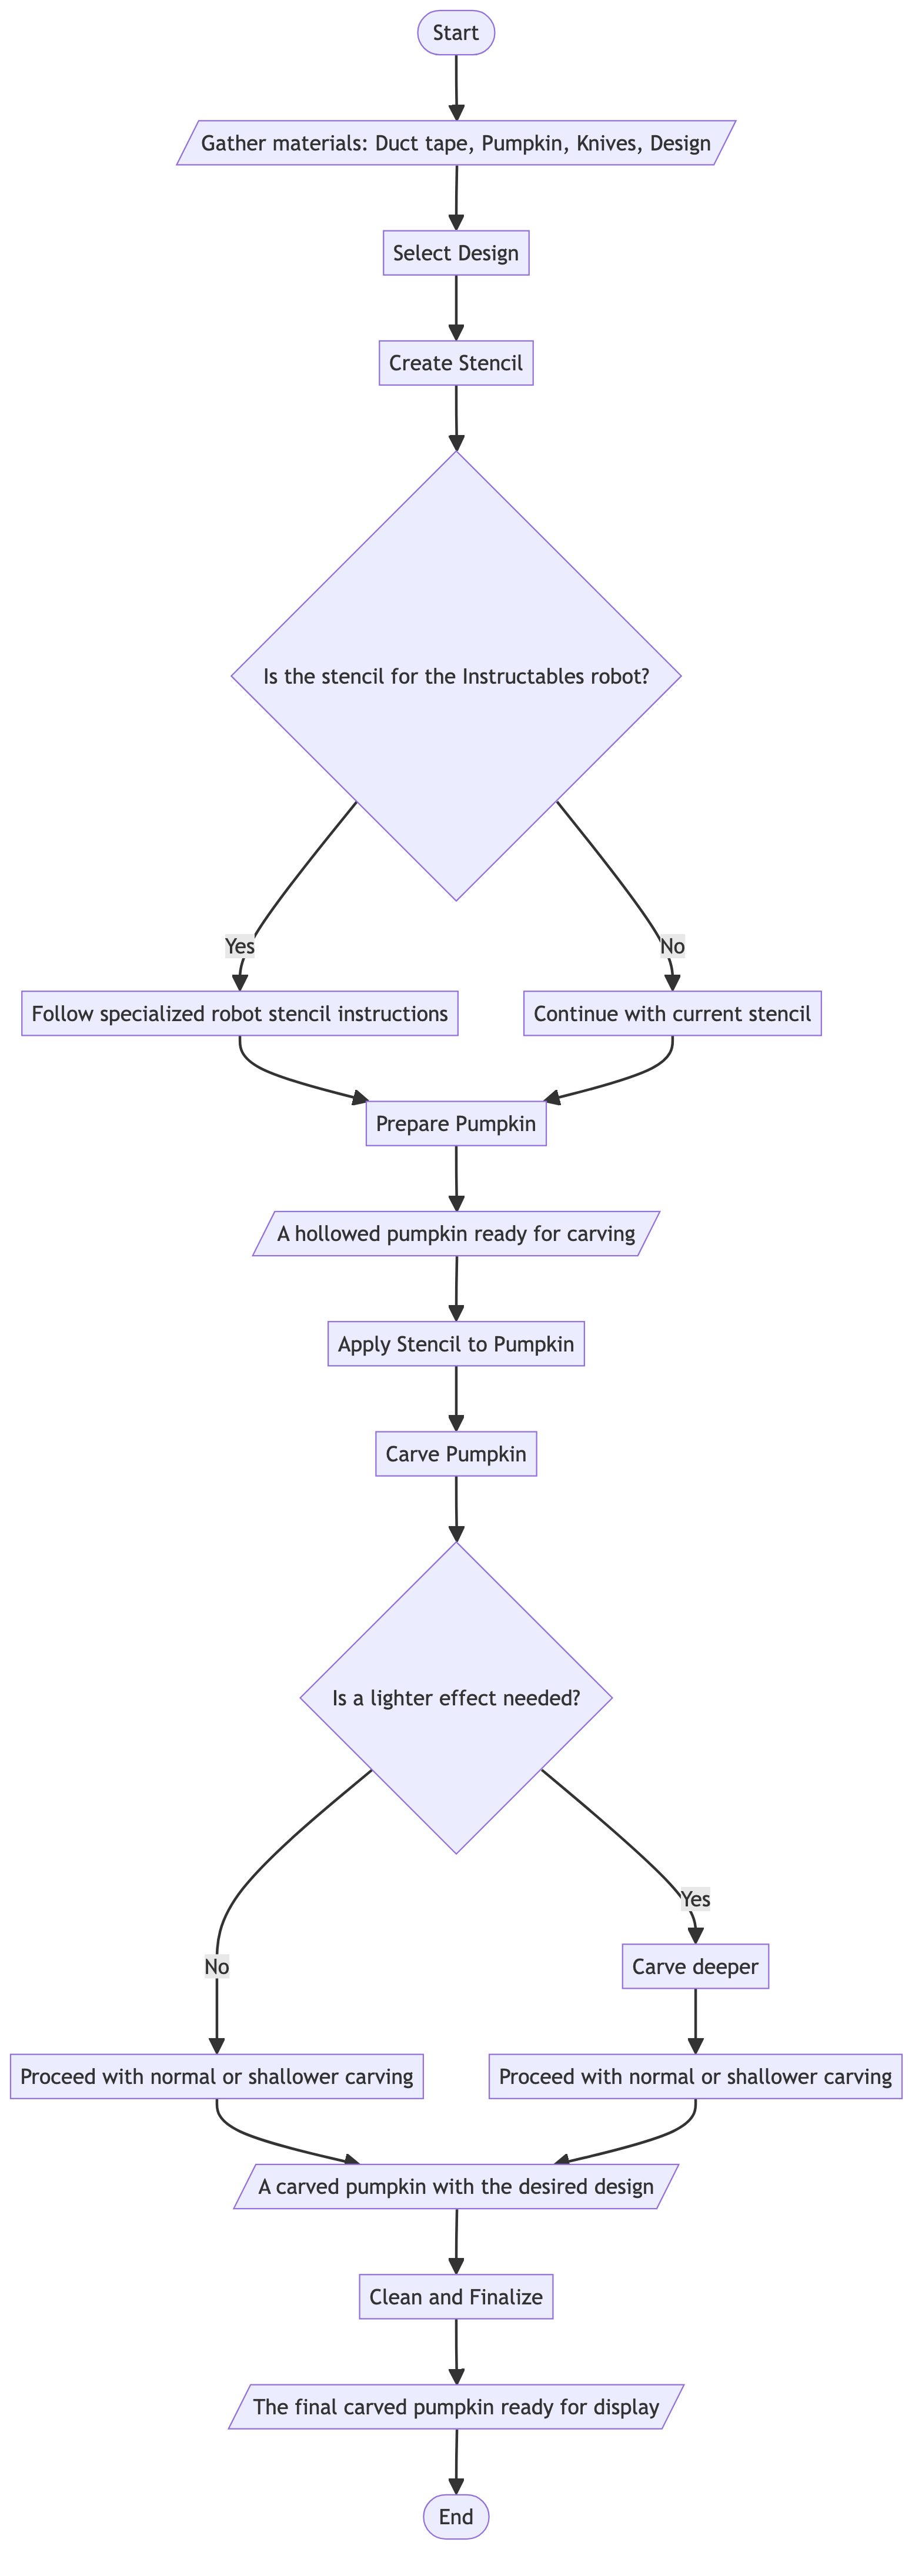 Start
Gather materials: Duct tape, Pumpkin, Knives, Design
Select Design
Create Stencil
Is the stencil for the Instructables robot?
Yes
No
Follow specialized robot stencil instructions
Continue with current stencil
Prepare Pumpkin
A hollowed pumpkin ready for carving
Apply Stencil to Pumpkin
Carve Pumpkin
Is a lighter effect needed?
Yes
No
Carve deeper
Proceed with normal or shallower carving
Proceed with normal or shallower carving
A carved pumpkin with the desired design
Clean and Finalize
The final carved pumpkin ready for display
End